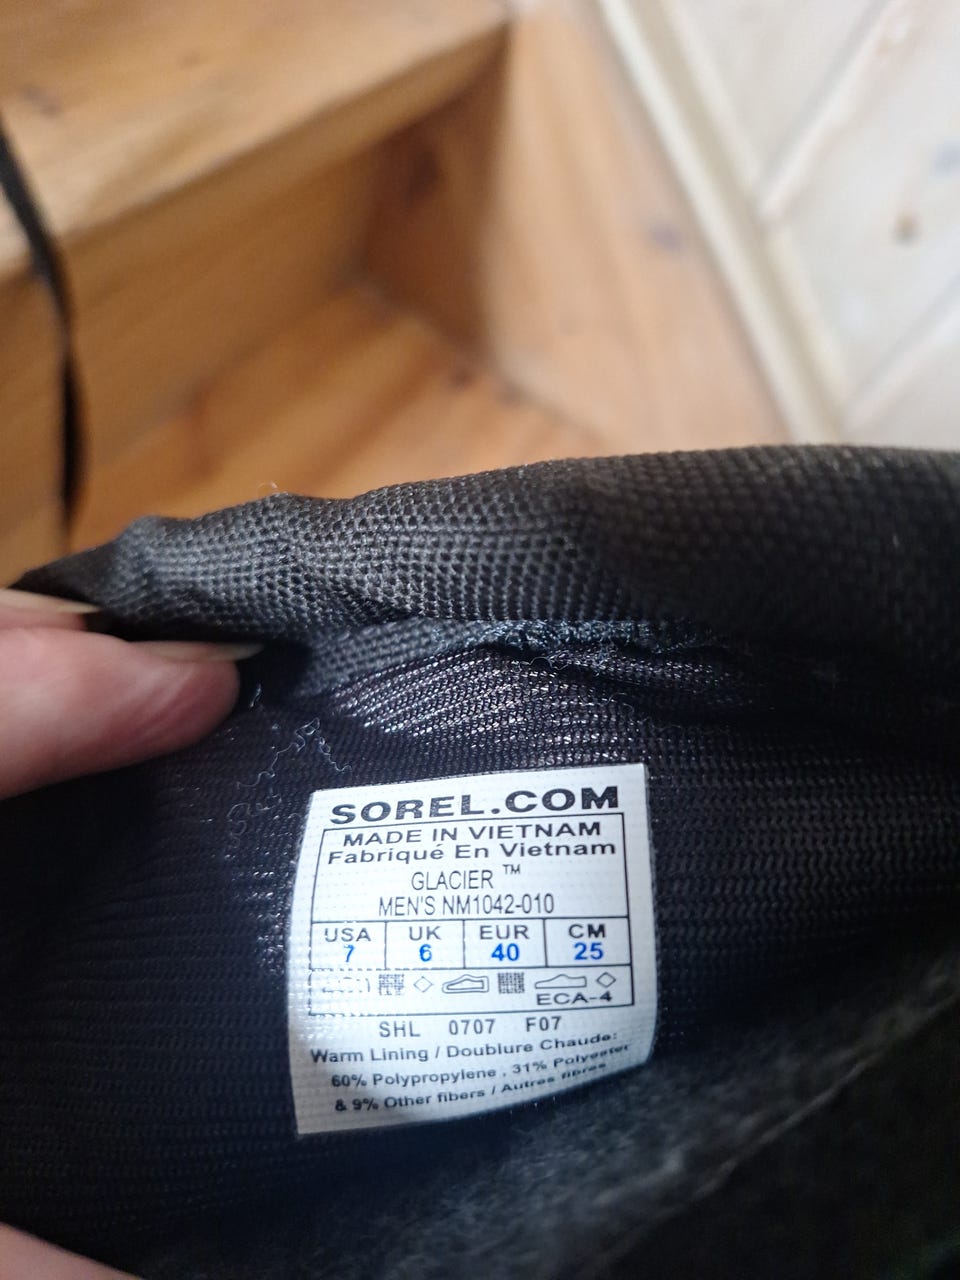 SOREL.COM
MADE IN VIETNAM
Fabriqué En Vietnam
GLACIER ™
MEN'S NM1042-010
USA UK EUR CM
7 6 40 25
ECA-4
SHL 0707 F07
Warm Lining / Doublure Chaude:
60% Polypropylene , 31% Polyester
& 9% Other fibers / Autres fibres